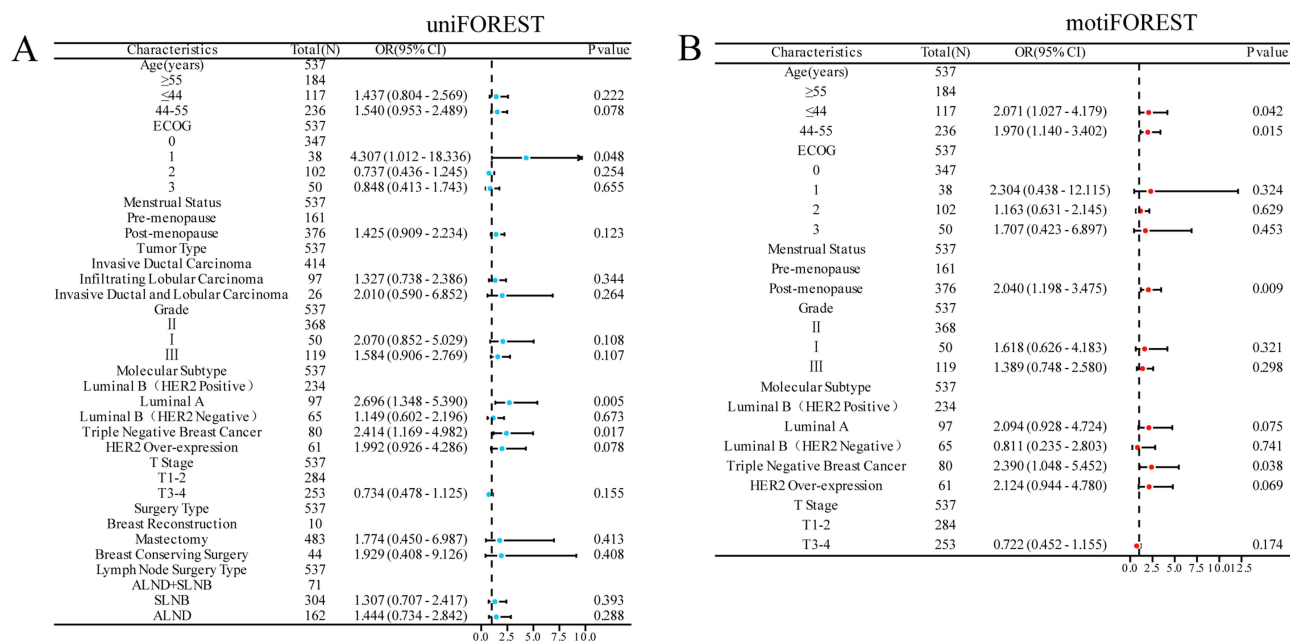 uniFOREST
A
Characteristics Total(N) OR(95% CI) P value
Age(years) 537
≥55 184
≤44 117 1.437 (0.804 - 2.569) 0.222
44-55 236 1.540 (0.953 - 2.489) 0.078
ECOG 537
0 347
1 38 4.307 (1.012 - 18.336) 0.048
2 102 0.737 (0.436 - 1.245) 0.254
3 50 0.848 (0.413 - 1.743) 0.655
Menstrual Status 537
Pre-menopause 161
Post-menopause 376 1.425 (0.909 - 2.234) 0.123
Tumor Type 537
Invasive Ductal Carcinoma 414
Infiltrating Lobular Carcinoma 97 1.327 (0.738 - 2.386) 0.344
Invasive Ductal and Lobular Carcinoma 26 2.010 (0.590 - 6.852) 0.264
Grade 537
II 368
I 50 2.070 (0.852 - 5.029) 0.108
III 119 1.584 (0.906 - 2.769) 0.107
Molecular Subtype 537
Luminal B（HER2 Positive） 234
Luminal A 97 2.696 (1.348 - 5.390) 0.005
Luminal B（HER2 Negative） 65 1.149 (0.602 - 2.196) 0.673
Triple Negative Breast Cancer 80 2.414 (1.169 - 4.982) 0.017
HER2 Over-expression 61 1.992 (0.926 - 4.286) 0.078
T Stage 537
T1-2 284
T3-4 253 0.734 (0.478 - 1.125) 0.155
Surgery Type 537
Breast Reconstruction 10
Mastectomy 483 1.774 (0.450 - 6.987) 0.413
Breast Conserving Surgery 44 1.929 (0.408 - 9.126) 0.408
Lymph Node Surgery Type 537
ALND+SLNB 71
SLNB 304 1.307 (0.707 - 2.417) 0.393
ALND 162 1.444 (0.734 - 2.842) 0.288
0.0 2.5 5.0 7.5 10.0
motiFOREST
B
Characteristics Total(N) OR(95% CI) P value
Age(years) 537
≥55 184
≤44 117 2.071 (1.027 - 4.179) 0.042
44-55 236 1.970 (1.140 - 3.402) 0.015
ECOG 537
0 347
1 38 2.304 (0.438 - 12.115) 0.324
2 102 1.163 (0.631 - 2.145) 0.629
3 50 1.707 (0.423 - 6.897) 0.453
Menstrual Status 537
Pre-menopause 161
Post-menopause 376 2.040 (1.198 - 3.475) 0.009
Grade 537
II 368
I 50 1.618 (0.626 - 4.183) 0.321
III 119 1.389 (0.748 - 2.580) 0.298
Molecular Subtype 537
Luminal B（HER2 Positive） 234
Luminal A 97 2.094 (0.928 - 4.724) 0.075
Luminal B（HER2 Negative） 65 0.811 (0.235 - 2.803) 0.741
Triple Negative Breast Cancer 80 2.390 (1.048 - 5.452) 0.038
HER2 Over-expression 61 2.124 (0.944 - 4.780) 0.069
T Stage 537
T1-2 284
T3-4 253 0.722 (0.452 - 1.155) 0.174
0.0 2.5 5.0 7.5 10.0 12.5